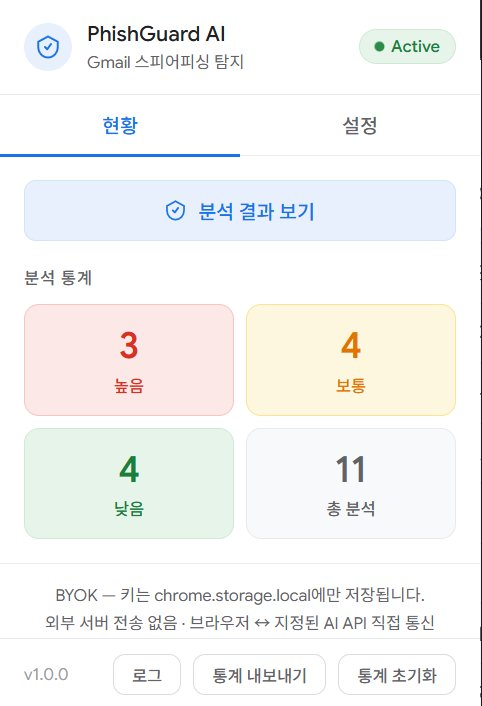 PhishGuard AI
Gmail 스피어피싱 탐지
Active
현황
설정
분석 결과 보기
분석 통계
3
높음
4
보통
4
낮음
11
총 분석
BYOK — 키는 chrome.storage.local에만 저장됩니다.
외부 서버 전송 없음 · 브라우저 ↔ 지정된 AI API 직접 통신
v1.0.0
로그
통계 내보내기
통계 초기화